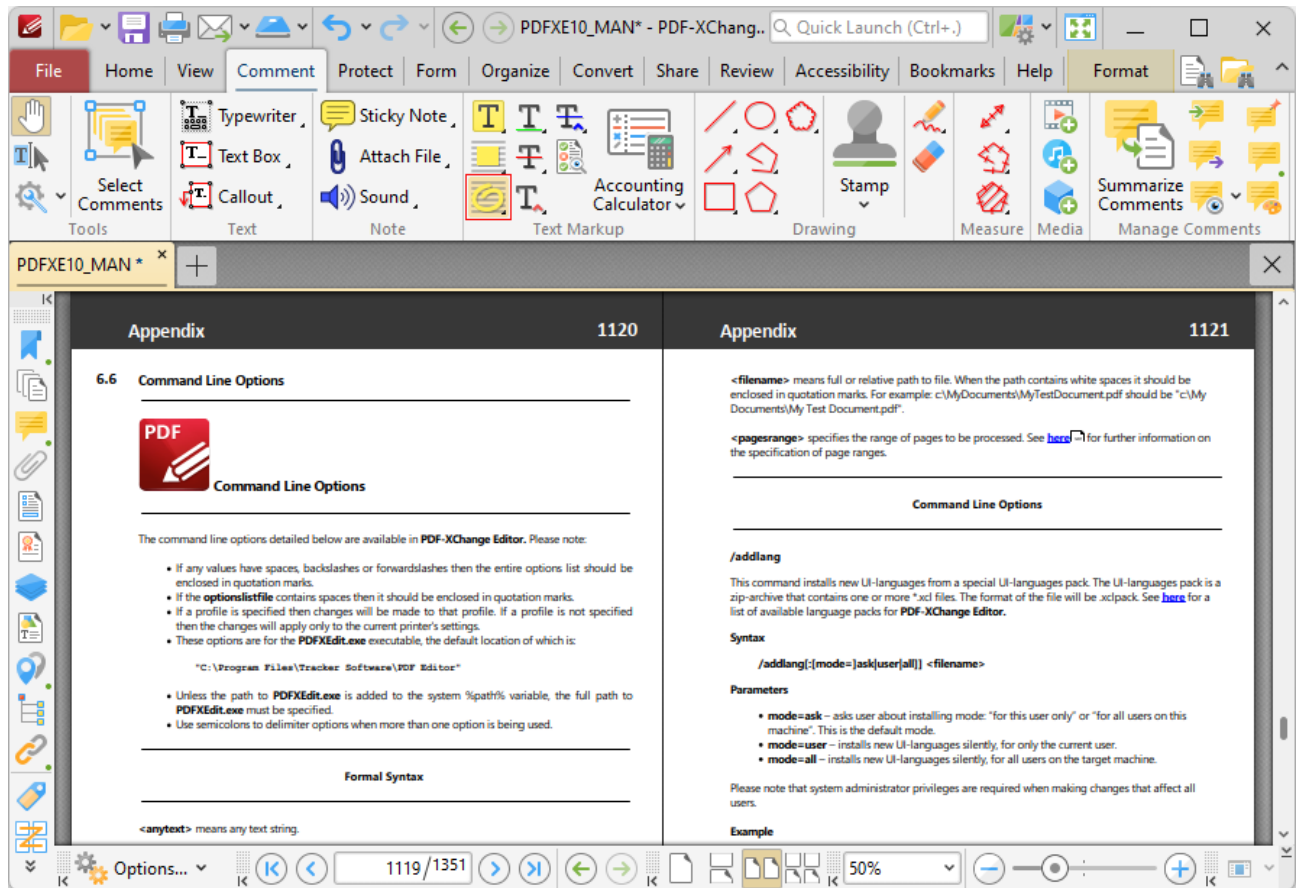 PDFXE10_MAN* - PDF-XChang..
Quick Launch (Ctrl+.)
File Home View Comment Protect Form Organize Convert Share Review Accessibility Bookmarks Help Format
Typewriter
Sticky Note
Text Box
Attach File
Select
Comments
Callout
Sound
Accounting
Calculator
Stamp
Summarize
Comments
Tools Text Note Text Markup Drawing Measure Media Manage Comments
PDFXE10_MAN *
Appendix 1120
6.6 Command Line Options
PDF
Command Line Options
The command line options detailed below are available in PDF-XChange Editor. Please note:
• If any values have spaces, backslashes or forwardslashes then the entire options list should be
enclosed in quotation marks.
• If the optionslistfile contains spaces then it should be enclosed in quotation marks.
• If a profile is specified then changes will be made to that profile. If a profile is not specified
then the changes will apply only to the current printer's settings.
• These options are for the PDFXEdit.exe executable, the default location of which is:
"C:\Program Files\Tracker Software\PDF Editor"
• Unless the path to PDFXEdit.exe is added to the system %path% variable, the full path to
PDFXEdit.exe must be specified.
• Use semicolons to delimiter options when more than one option is being used.
Formal Syntax
<anytext> means any text string.
Appendix 1121
<filename> means full or relative path to file. When the path contains white spaces it should be
enclosed in quotation marks. For example: c:\MyDocuments\MyTestDocument.pdf should be "c:\My
Documents\My Test Document.pdf".
<pagesrange> specifies the range of pages to be processed. See here for further information on
the specification of page ranges.
Command Line Options
/addlang
This command installs new UI-languages from a special UI-languages pack. The UI-languages pack is a
zip-archive that contains one or more *.xcl files. The format of the file will be .xclpack. See here for a
list of available language packs for PDF-XChange Editor.
Syntax
/addlang[:[mode=]ask|user|all]] <filename>
Parameters
• mode=ask – asks user about installing mode: "for this user only" or "for all users on this
machine". This is the default mode.
• mode=user – installs new UI-languages silently, for only the current user.
• mode=all – installs new UI-languages silently, for all users on the target machine.
Please note that system administrator privileges are required when making changes that affect all
users.
Example
Options... 1119/1351 50%